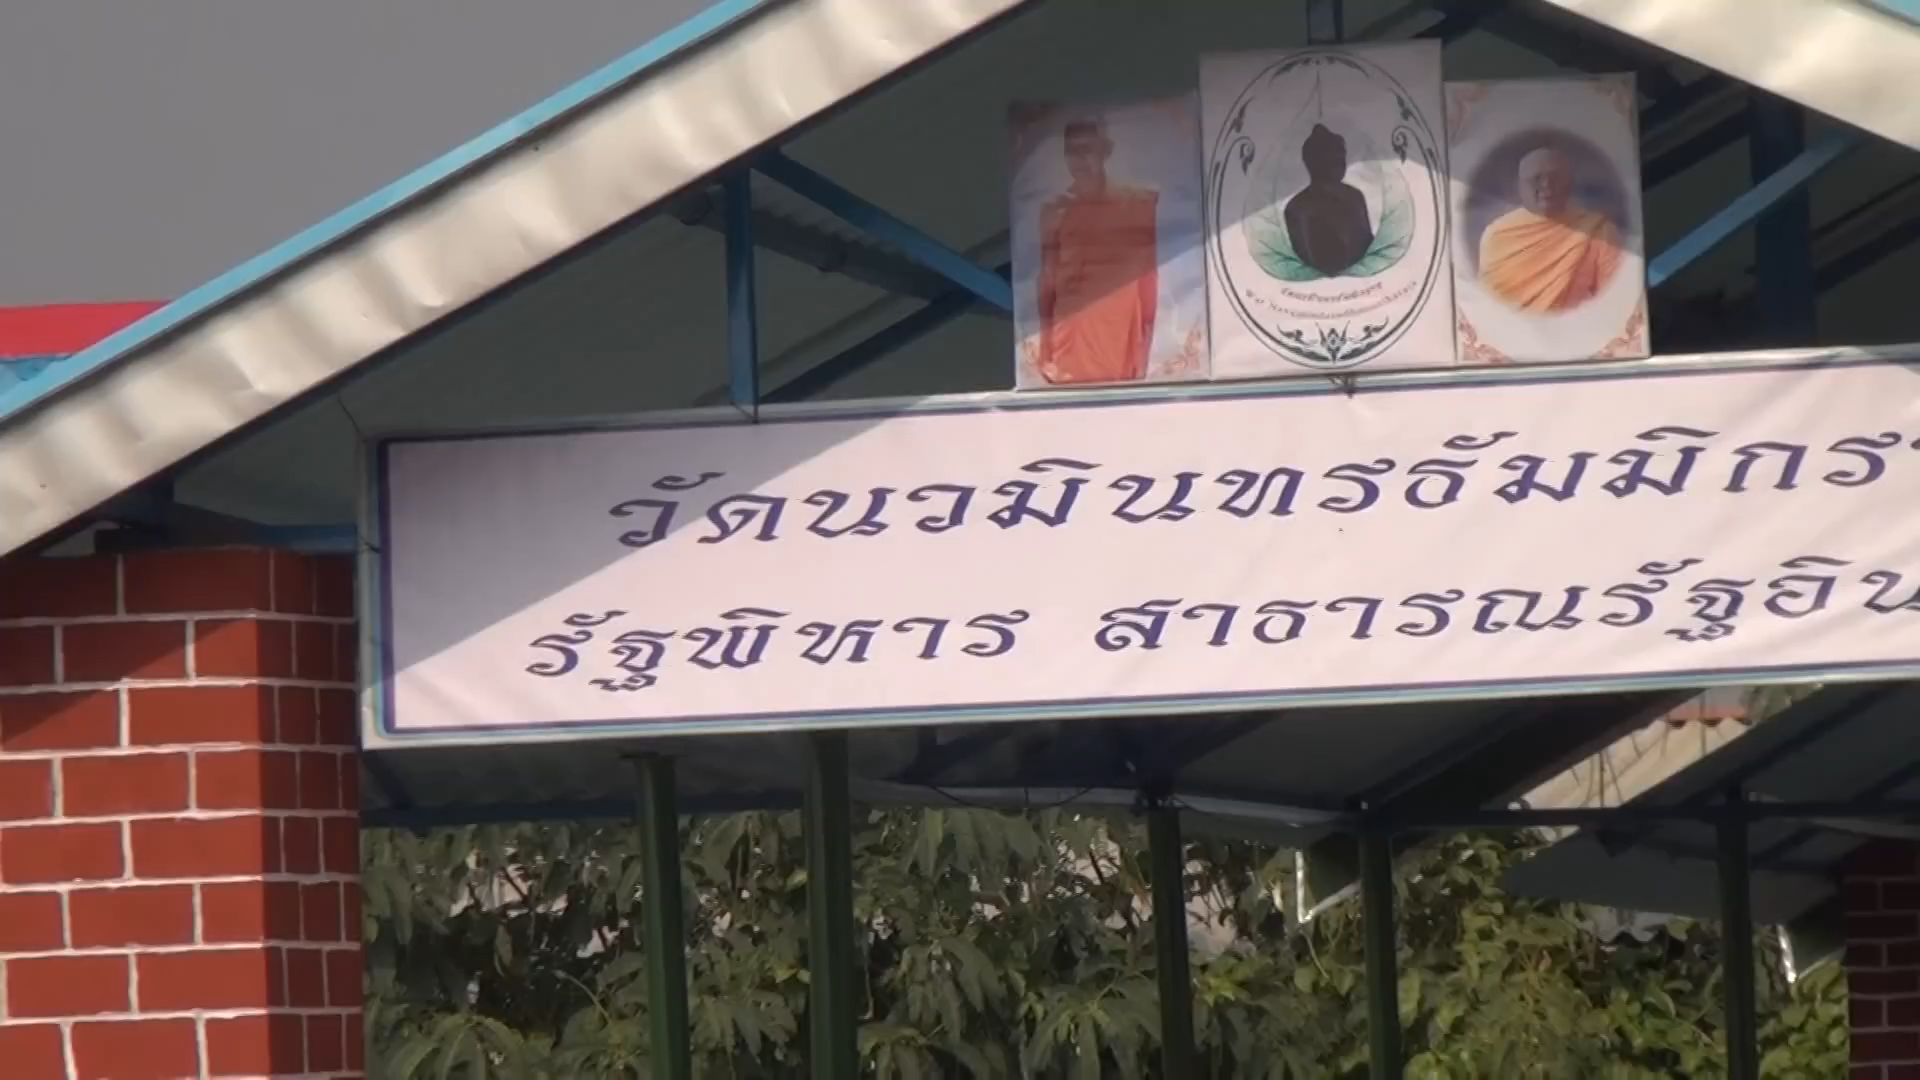 วัดนวมินทรธัมมิกร
รัฐพิหาร สาธารณรัฐอิน